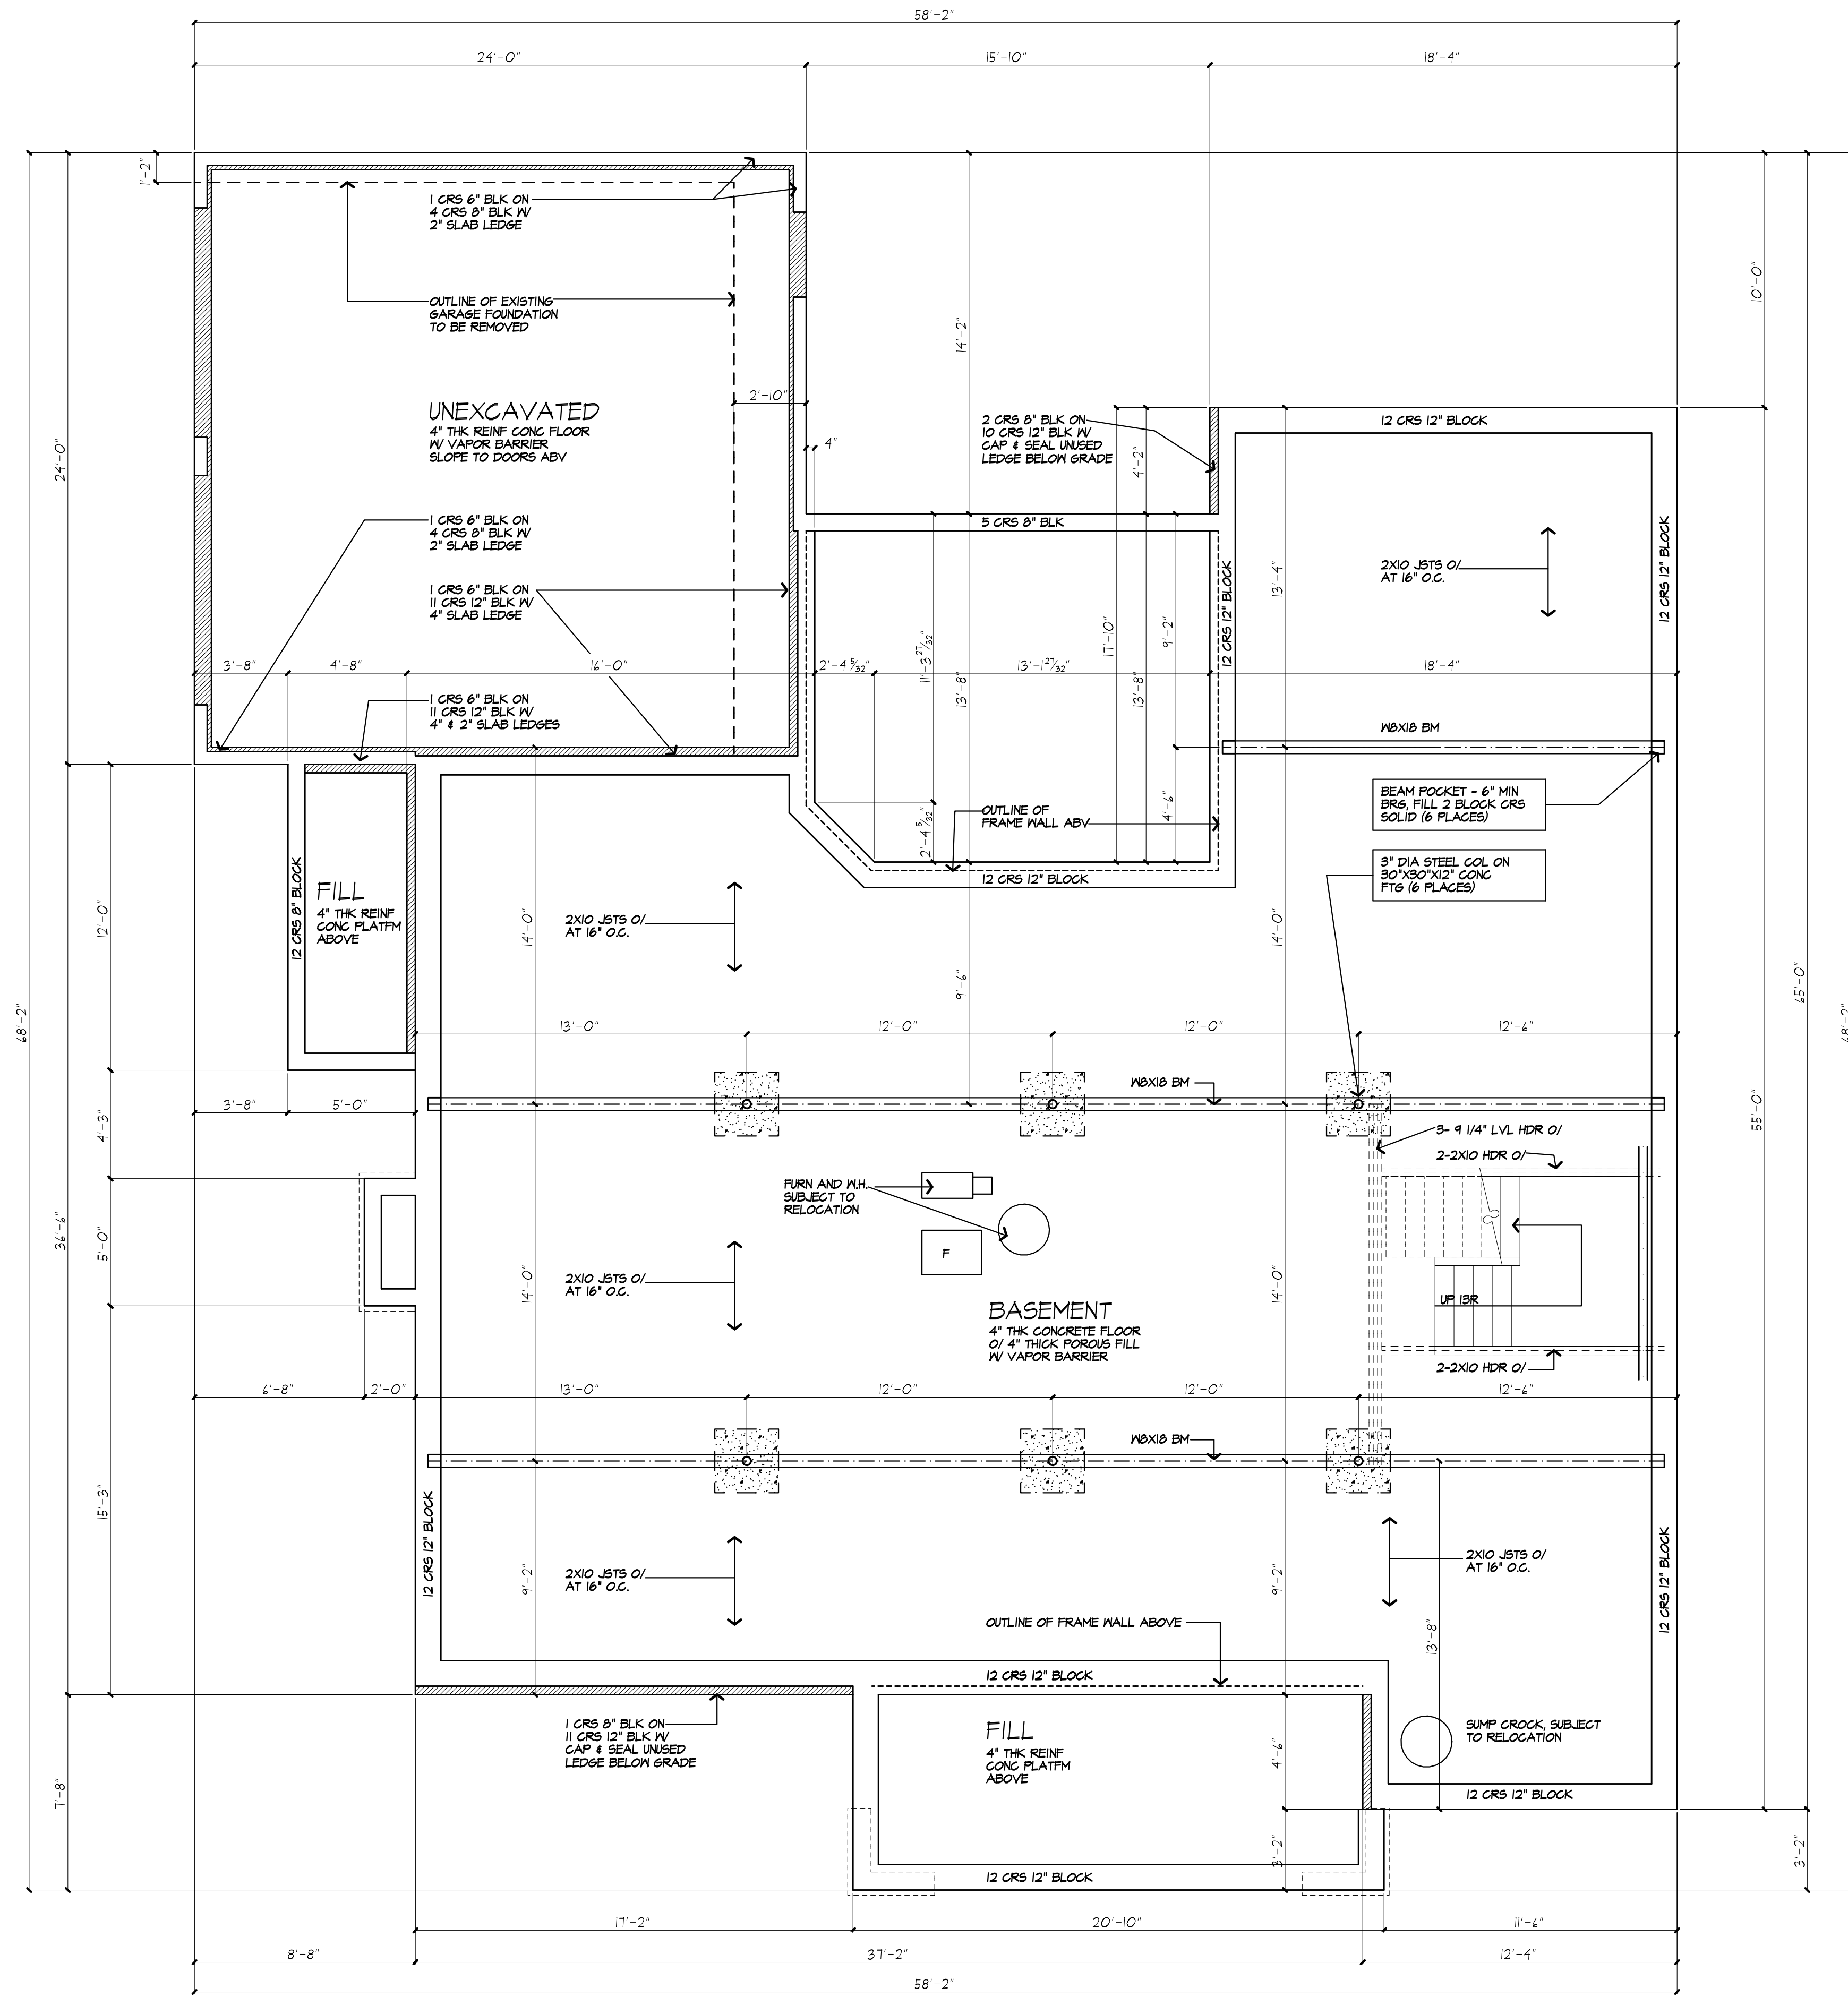 58'-2"
24'-0"
15'-10"
18'-4"
1'-2"
1 CRS 6" BLK ON
4 CRS 8" BLK W/
2" SLAB LEDGE
10'-0"
OUTLINE OF EXISTING
GARAGE FOUNDATION
TO BE REMOVED
14'-2"
2'-10"
UNEXCAVATED
4" THK REINF CONC FLOOR
W/ VAPOR BARRIER
SLOPE TO DOORS ABV
4"
2 CRS 8" BLK ON
10 CRS 12" BLK W/
CAP & SEAL UNUSED
LEDGE BELOW GRADE
4'-2"
12 CRS 12" BLOCK
24'-0"
1 CRS 6" BLK ON
4 CRS 8" BLK W/
2" SLAB LEDGE
5 CRS 8" BLK
12 CRS 12" BLOCK
2X10 JSTS O/
AT 16" O.C.
13'-4"
12 CRS 12" BLOCK
1 CRS 6" BLK ON
11 CRS 12" BLK W/
4" SLAB LEDGE
11'-3 27/32"
17'-10"
9'-2"
3'-8"
4'-8"
16'-0"
2'-4 5/32"
13'-1 27/32"
18'-4"
13'-8"
13'-8"
1 CRS 6" BLK ON
11 CRS 12" BLK W/
4" & 2" SLAB LEDGES
W8X18 BM
BEAM POCKET - 6" MIN
BRG, FILL 2 BLOCK CRS
SOLID (6 PLACES)
OUTLINE OF
FRAME WALL ABV
2'-4 5/32"
4'-6"
3" DIA STEEL COL ON
30"X30"X12" CONC
FTG (6 PLACES)
12 CRS 12" BLOCK
12 CRS 8" BLOCK
FILL
4" THK REINF
CONC PLATFM
ABOVE
12'-0"
2X10 JSTS O/
AT 16" O.C.
14'-0"
14'-0"
9'-6"
65'-0"
68'-2"
68'-2"
55'-0"
13'-0"
12'-0"
12'-0"
12'-6"
W8X18 BM
3'-8"
5'-0"
4'-3"
3- 9 1/4" LVL HDR O/
2-2X10 HDR O/
FURN AND W.H.
SUBJECT TO
RELOCATION
F
36'-6"
5'-0"
2X10 JSTS O/
AT 16" O.C.
14'-0"
14'-0"
UP 13R
BASEMENT
4" THK CONCRETE FLOOR
O/ 4" THICK POROUS FILL
W/ VAPOR BARRIER
2-2X10 HDR O/
6'-8"
2'-0"
13'-0"
12'-0"
12'-0"
12'-6"
W8X18 BM
15'-3"
12 CRS 12" BLOCK
2X10 JSTS O/
AT 16" O.C.
9'-2"
9'-2"
2X10 JSTS O/
AT 16" O.C.
12 CRS 12" BLOCK
13'-8"
OUTLINE OF FRAME WALL ABOVE
12 CRS 12" BLOCK
1 CRS 8" BLK ON
11 CRS 12" BLK W/
CAP & SEAL UNUSED
LEDGE BELOW GRADE
FILL
4" THK REINF
CONC PLATFM
ABOVE
4'-6"
SUMP CROCK, SUBJECT
TO RELOCATION
7'-8"
12 CRS 12" BLOCK
3'-2"
3'-2"
12 CRS 12" BLOCK
17'-2"
20'-10"
11'-6"
8'-8"
37'-2"
12'-4"
58'-2"